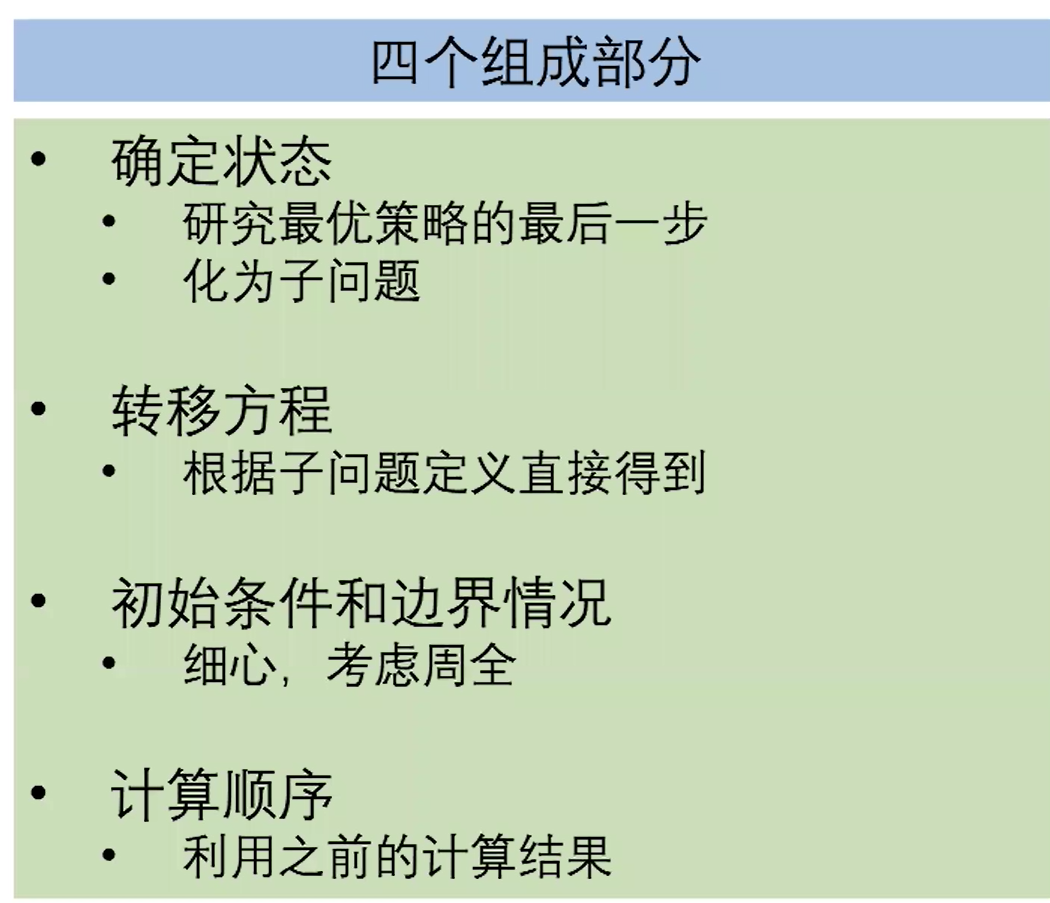 四个组成部分
• 确定状态
• 研究最优策略的最后一步
• 化为子问题
• 转移方程
• 根据子问题定义直接得到
• 初始条件和边界情况
• 细心，考虑周全
• 计算顺序
• 利用之前的计算结果